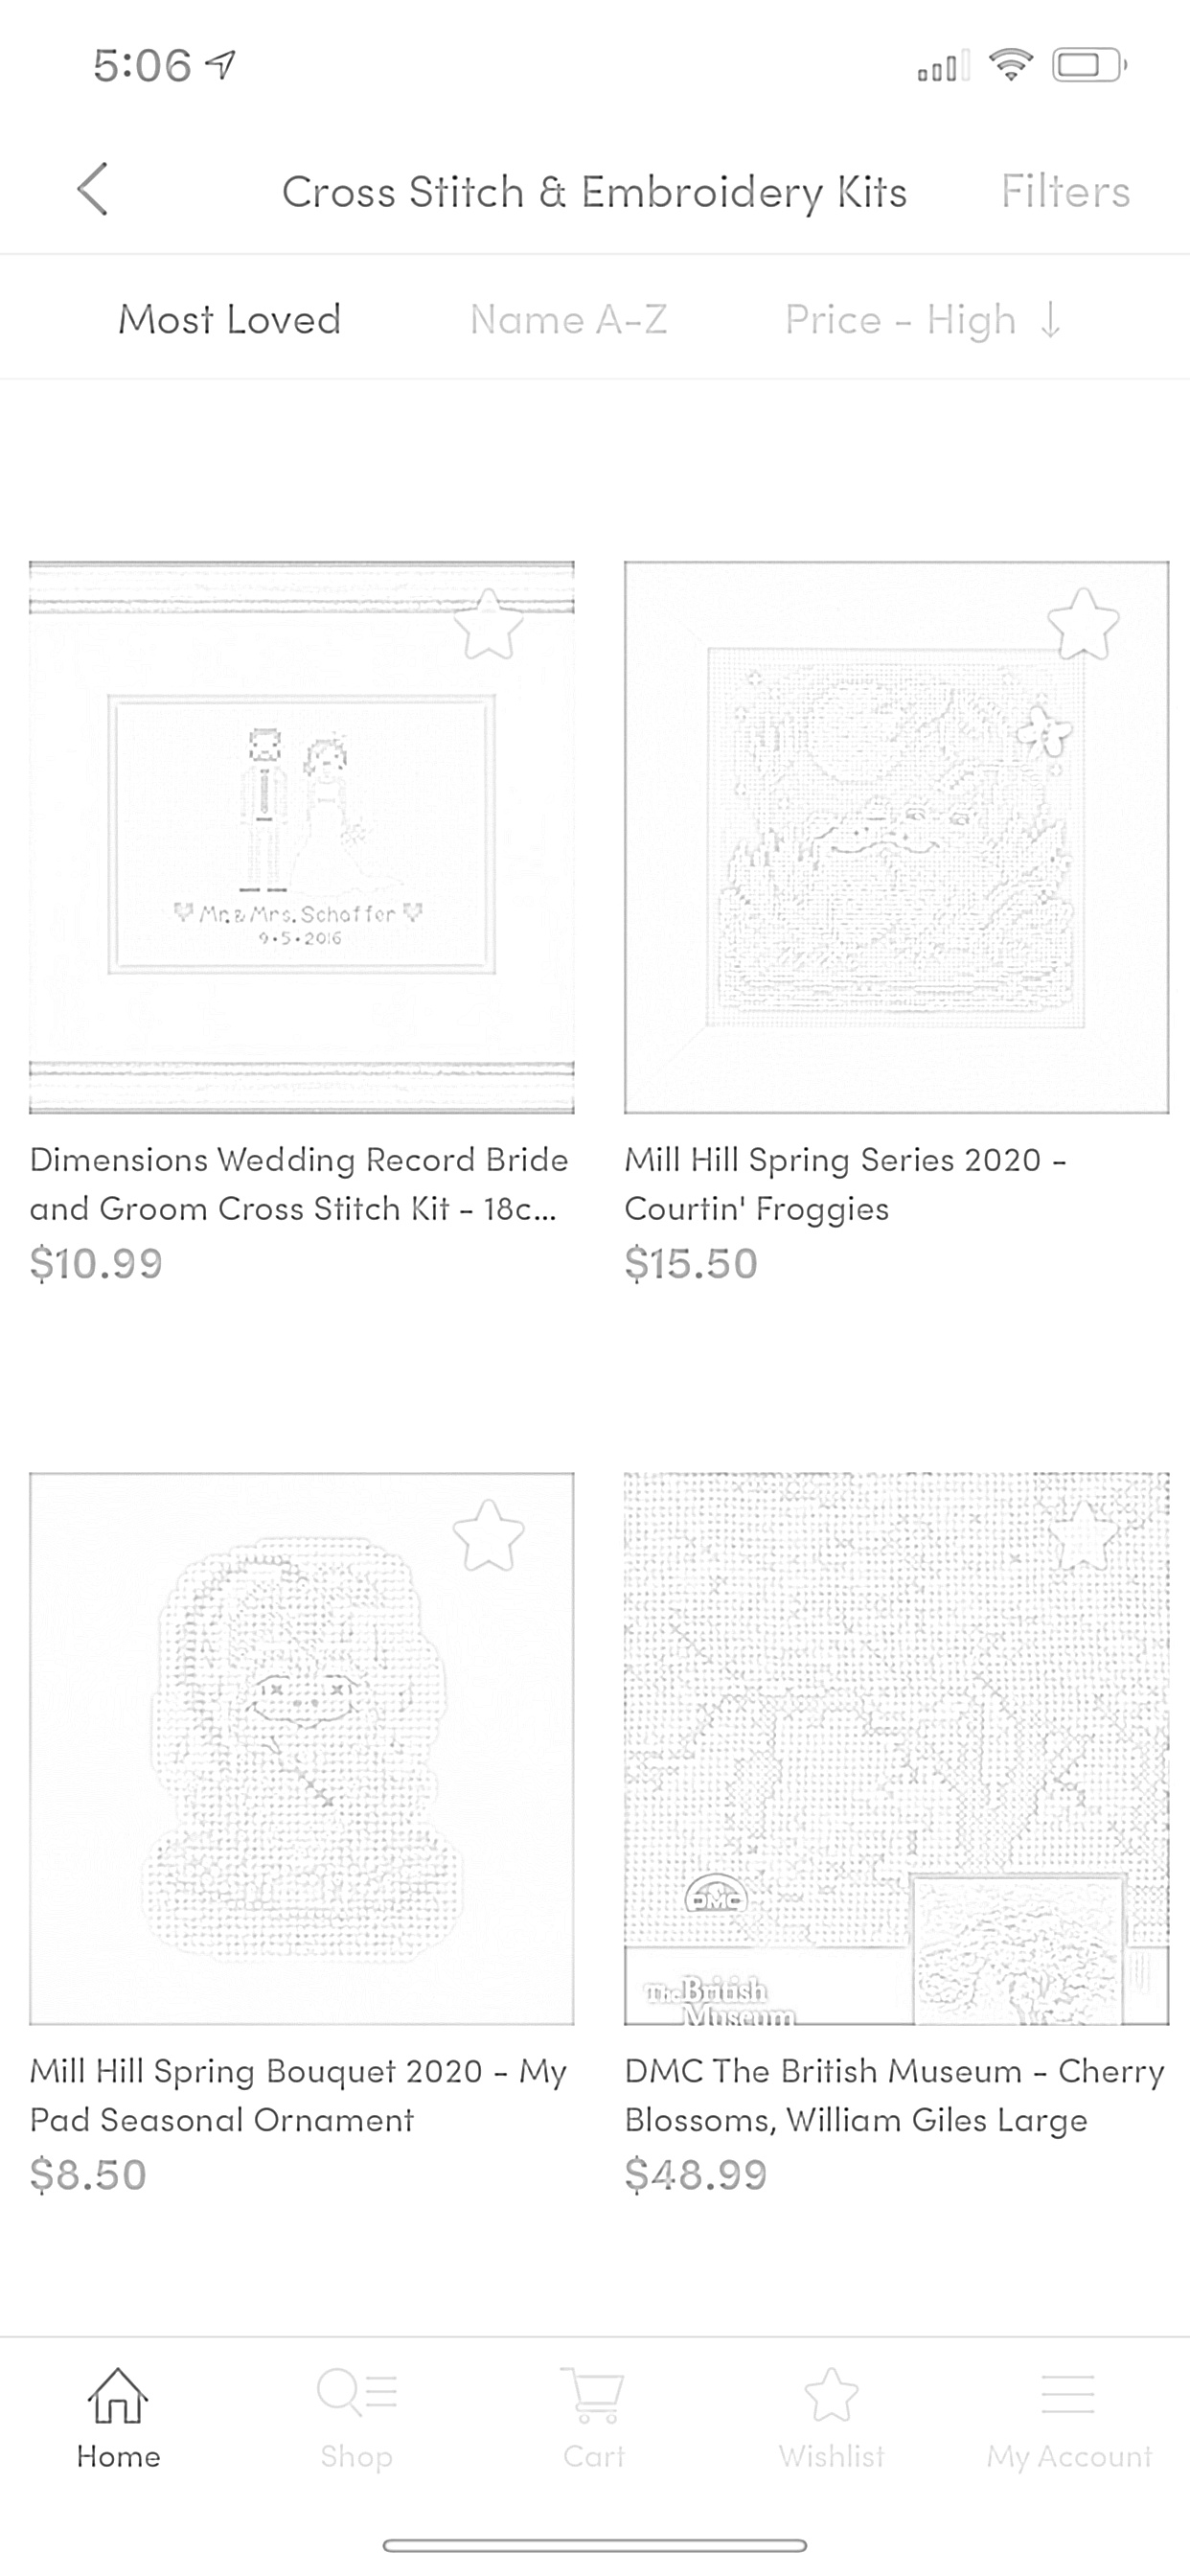 5:06
Cross Stitch & Embroidery Kits
Filters
Most Loved
Name A-Z
Price - High ↓
Mr. & Mrs. Schaffer
9•5•2016
Dimensions Wedding Record Bride
and Groom Cross Stitch Kit - 18c...
$10.99
Mill Hill Spring Series 2020 -
Courtin' Froggies
$15.50
DMC
The British
Museum
Mill Hill Spring Bouquet 2020 - My
Pad Seasonal Ornament
$8.50
DMC The British Museum - Cherry
Blossoms, William Giles Large
$48.99
Home
Shop
Cart
Wishlist
My Account